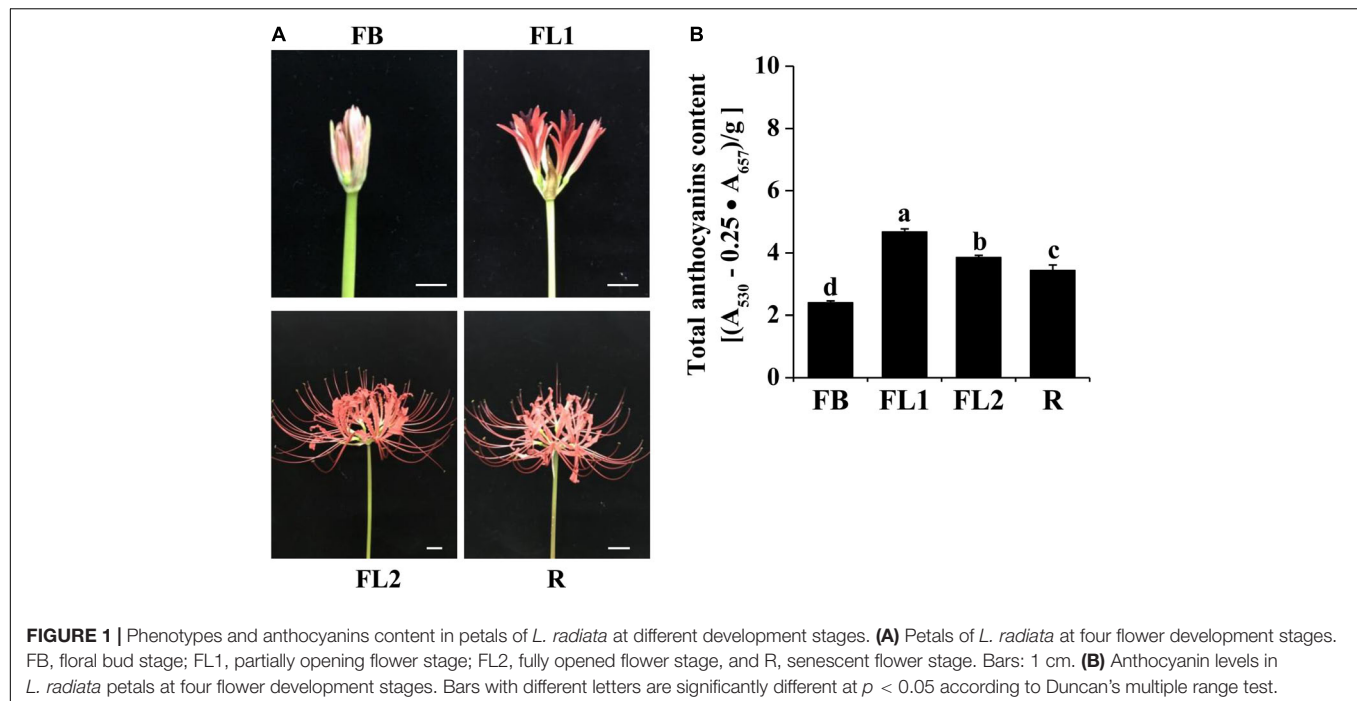 A
FB
FL1
FL2
R
B
Total anthocyanins content
[(A530 - 0.25 • A657)/g ]
10
8
6
4
2
0
d
a
b
c
FB
FL1
FL2
R
FIGURE 1 | Phenotypes and anthocyanins content in petals of L. radiata at different development stages. (A) Petals of L. radiata at four flower development stages.
FB, floral bud stage; FL1, partially opening flower stage; FL2, fully opened flower stage, and R, senescent flower stage. Bars: 1 cm. (B) Anthocyanin levels in
L. radiata petals at four flower development stages. Bars with different letters are significantly different at p < 0.05 according to Duncan's multiple range test.